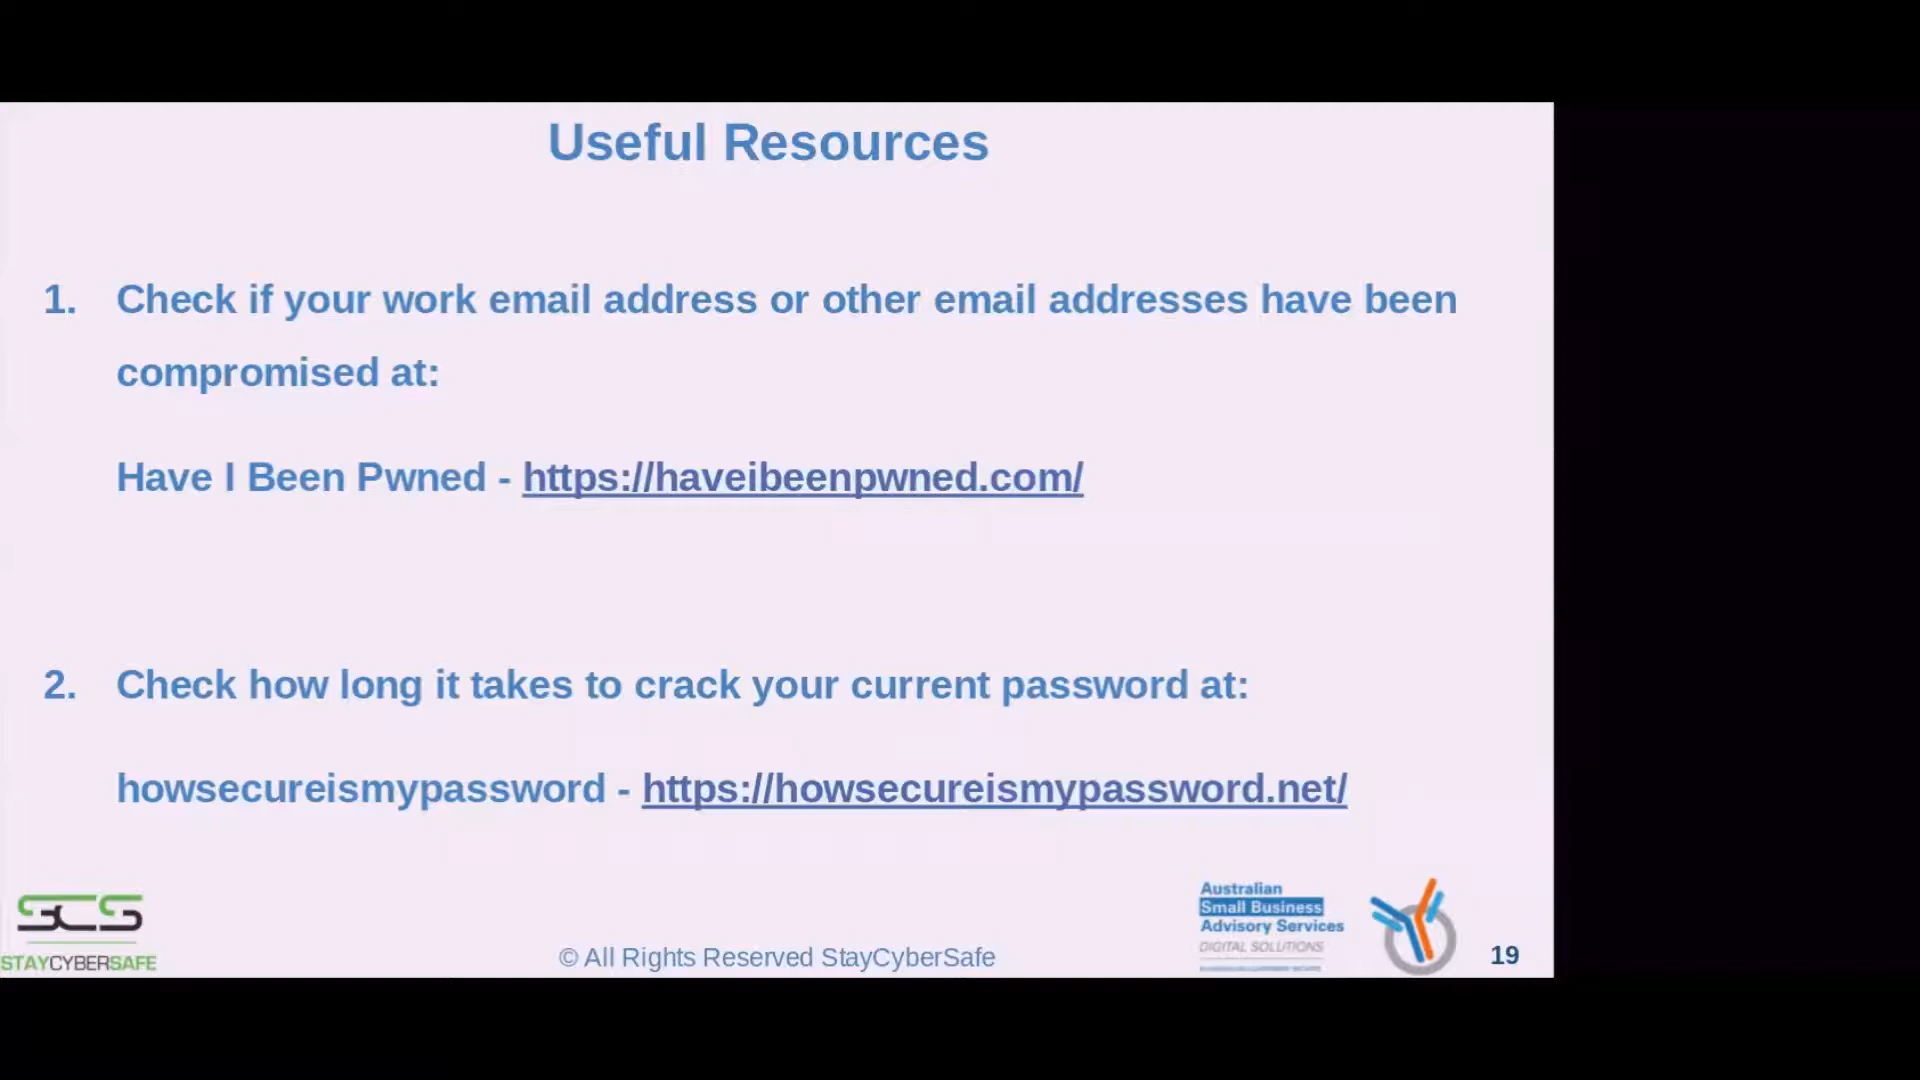 Useful Resources
1. Check if your work email address or other email addresses have been
compromised at:
Have I Been Pwned - https://haveibeenpwned.com/
2. Check how long it takes to crack your current password at:
howsecureismypassword - https://howsecureismypassword.net/
SCS
STAYCYBERSAFE
© All Rights Reserved StayCyberSafe
Australian
Small Business
Advisory Services
DIGITAL SOLUTIONS
19